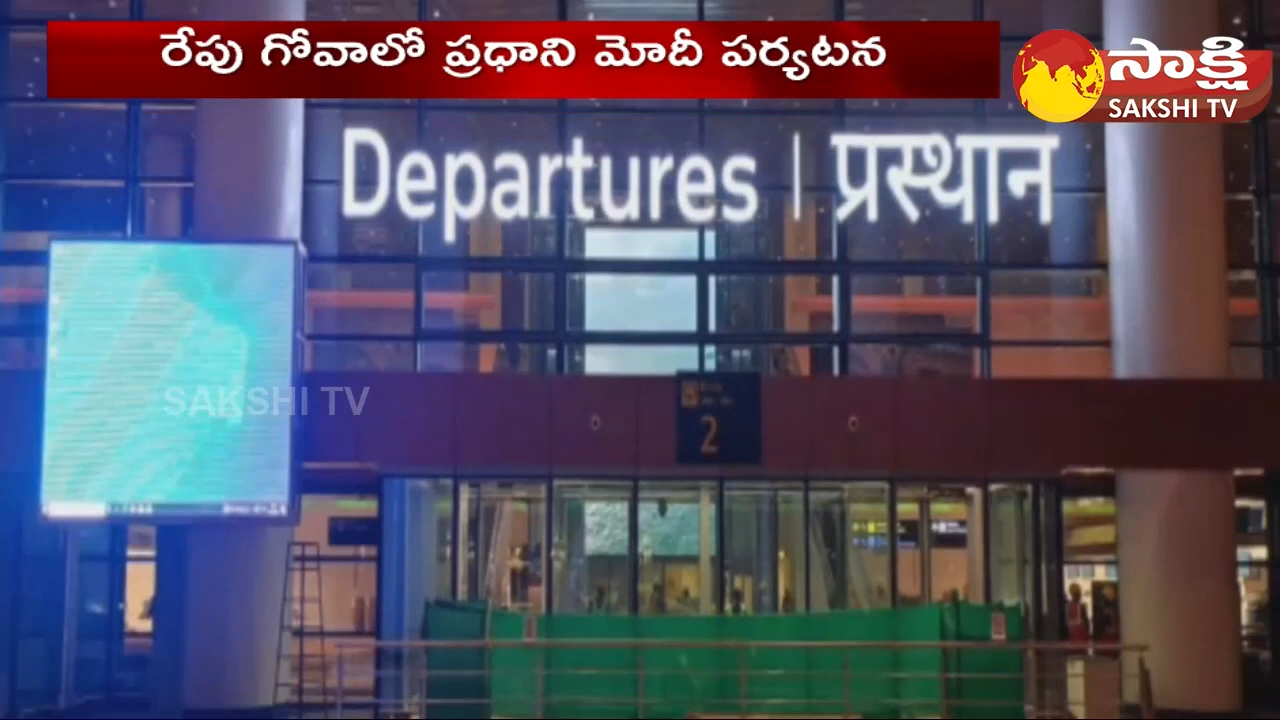 రేపు గోవాలో ప్రధాని మోదీ పర్యటన
సాక్షి
SAKSHI TV
Departures | प्रस्थान
SAKSHI TV
2